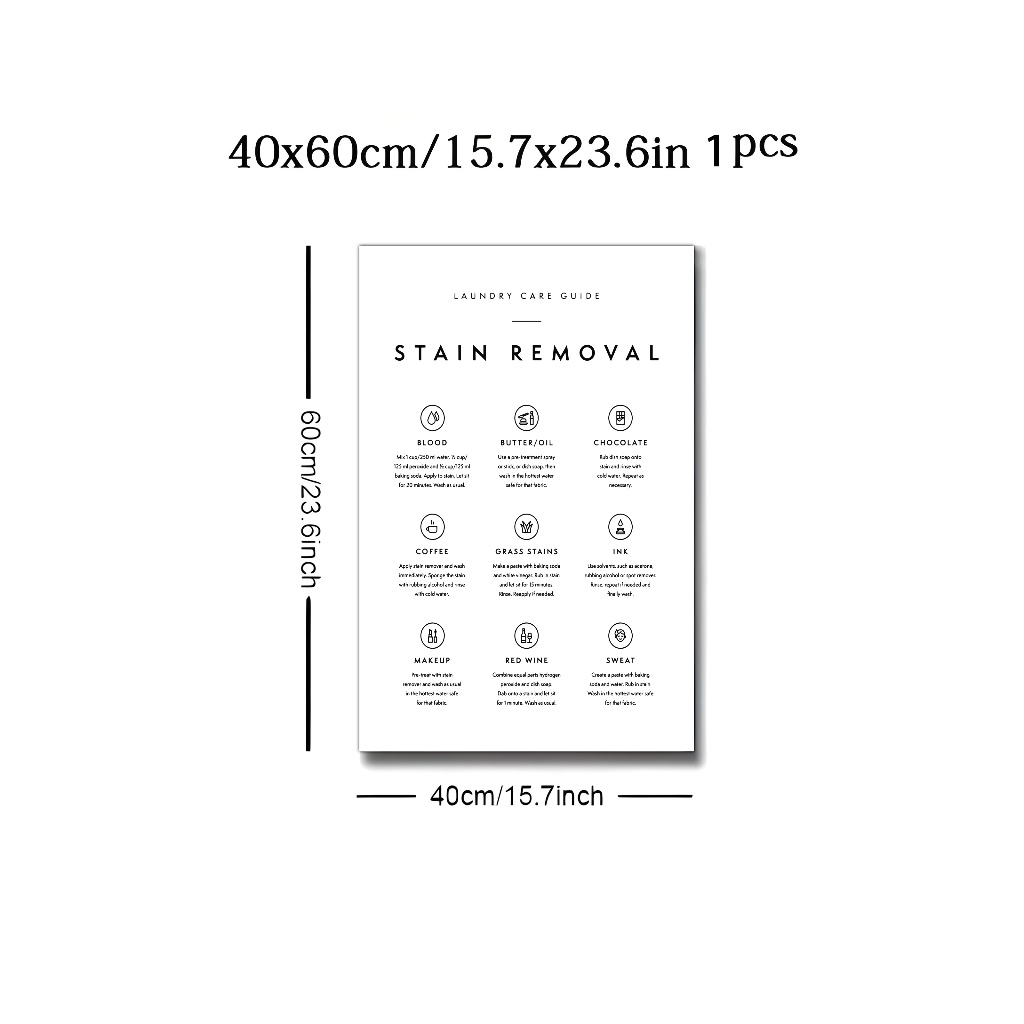 40x60cm/15.7x23.6in 1pcs
60cm/23.6inch
LAUNDRY CARE GUIDE
STAIN REMOVAL
BLOOD
Mix 1 cup/250 ml water, ½ cup/
125 ml peroxide and ½ cup/125 ml
baking soda. Apply to stain. Let sit
for 20 minutes. Wash as usual.
BUTTER/OIL
Use a pre-treatment spray
or stick, or dish soap, then
wash in the hottest water
safe for that fabric.
CHOCOLATE
Rub dish soap onto
stain and rinse with
cold water. Repeat as
necessary.
COFFEE
Apply stain remover and wash
immediately. Sponge the stain
with rubbing alcohol and rinse
with cold water.
GRASS STAINS
Make a paste with baking soda
and white vinegar. Rub in stain
and let sit for 15 minutes.
Rinse. Reapply if needed.
INK
Use solvents, such as acetone,
rubbing alcohol or spot removes
Rinse, repeat if needed and
finally wash.
MAKEUP
Pre-treat with stain
remover and wash as usual
in the hottest water safe
for that fabric.
RED WINE
Combine equal parts hydrogen
peroxide and dish soap.
Dab onto a stain and let sit
for 1 minute. Wash as usual.
SWEAT
Create a paste with baking
soda and water. Rub in stain
Wash in the hottest water safe
for that fabric.
40cm/15.7inch